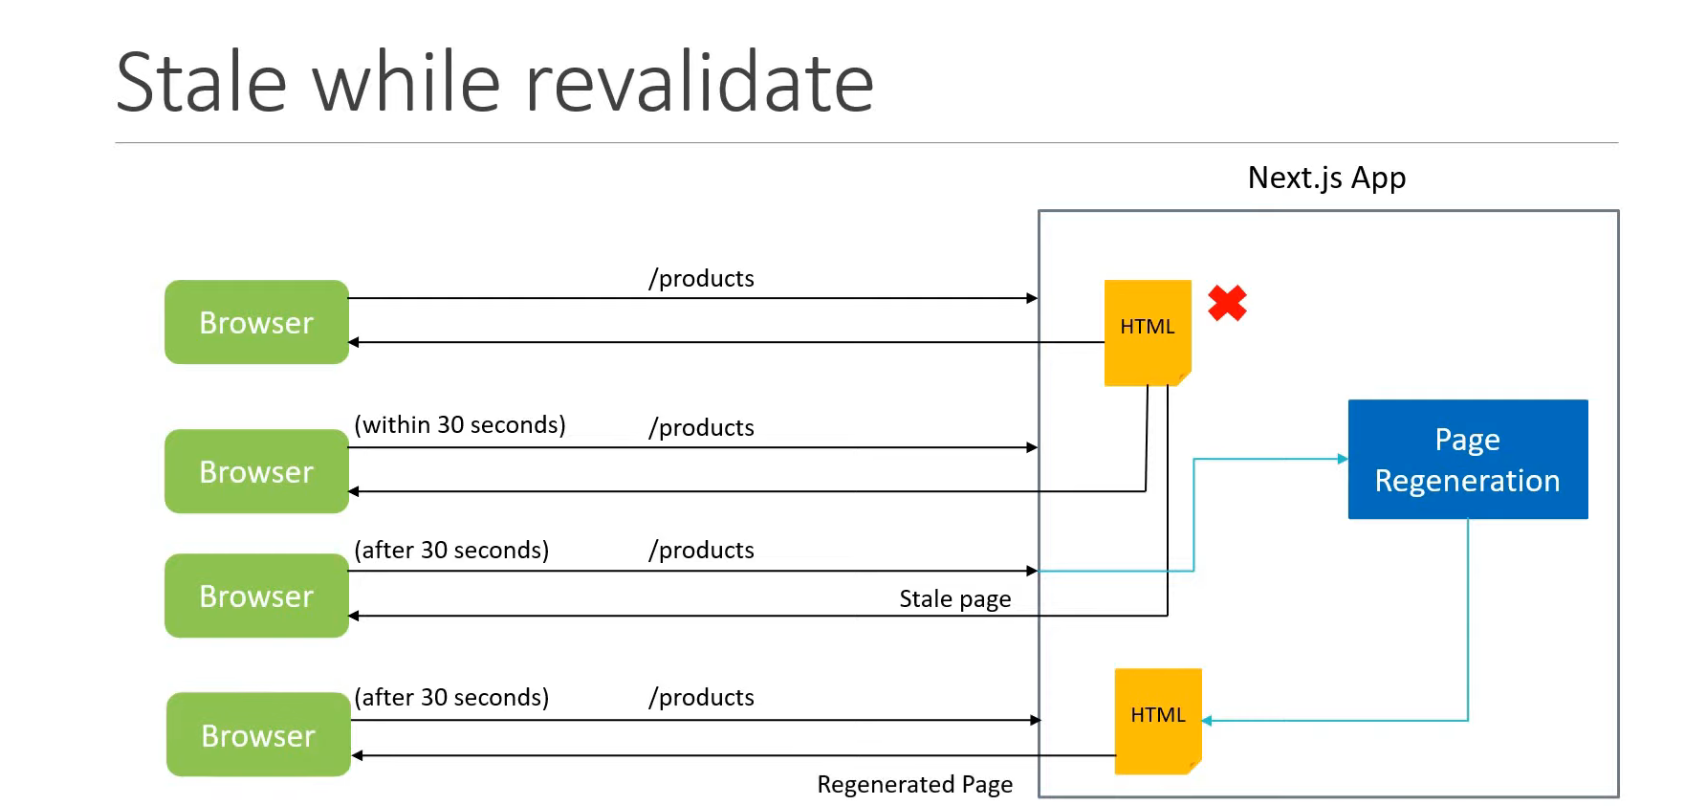 Stale while revalidate
Next.js App
/products
Browser
HTML
(within 30 seconds)
/products
Browser
Page
Regeneration
(after 30 seconds)
/products
Browser
Stale page
(after 30 seconds)
/products
Browser
HTML
Regenerated Page